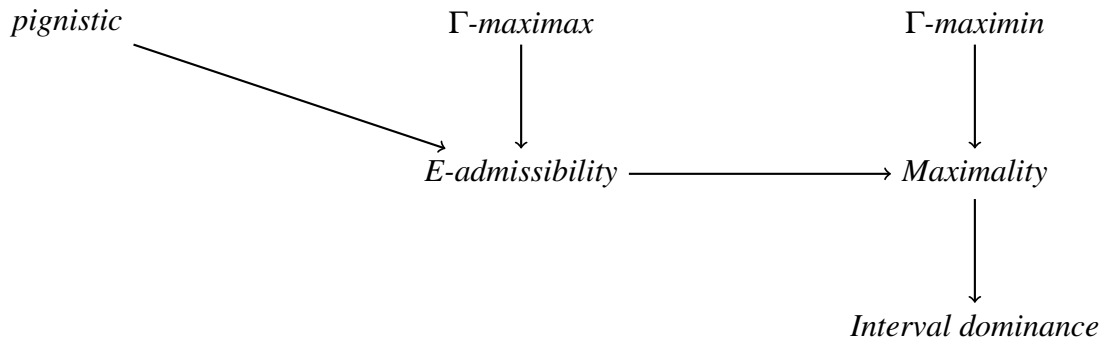 pignistic
Γ-maximax
Γ-maximin
E-admissibility
Maximality
Interval dominance